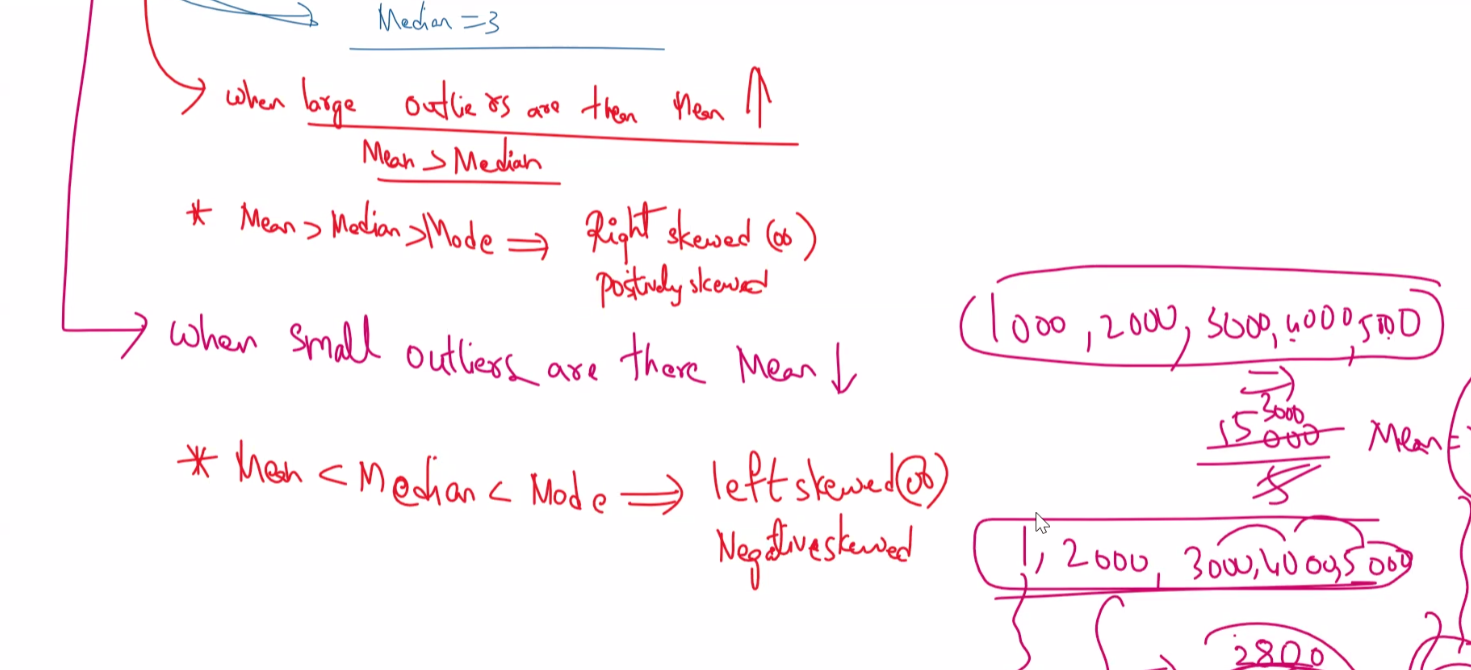 Median = 3
when large outliers are then Mean ↑
Mean > Median
* Mean > Median > Mode ⇒ Right skewed (or)
Positively skewed
When small outliers are there Mean ↓
* Mean < Median < Mode ⇒ left skewed (or)
Negative skewed
1000, 2000, 3000, 4000, 5000
3000
15000 Mean =
5
1, 2000, 3000, 4000, 5000
2800